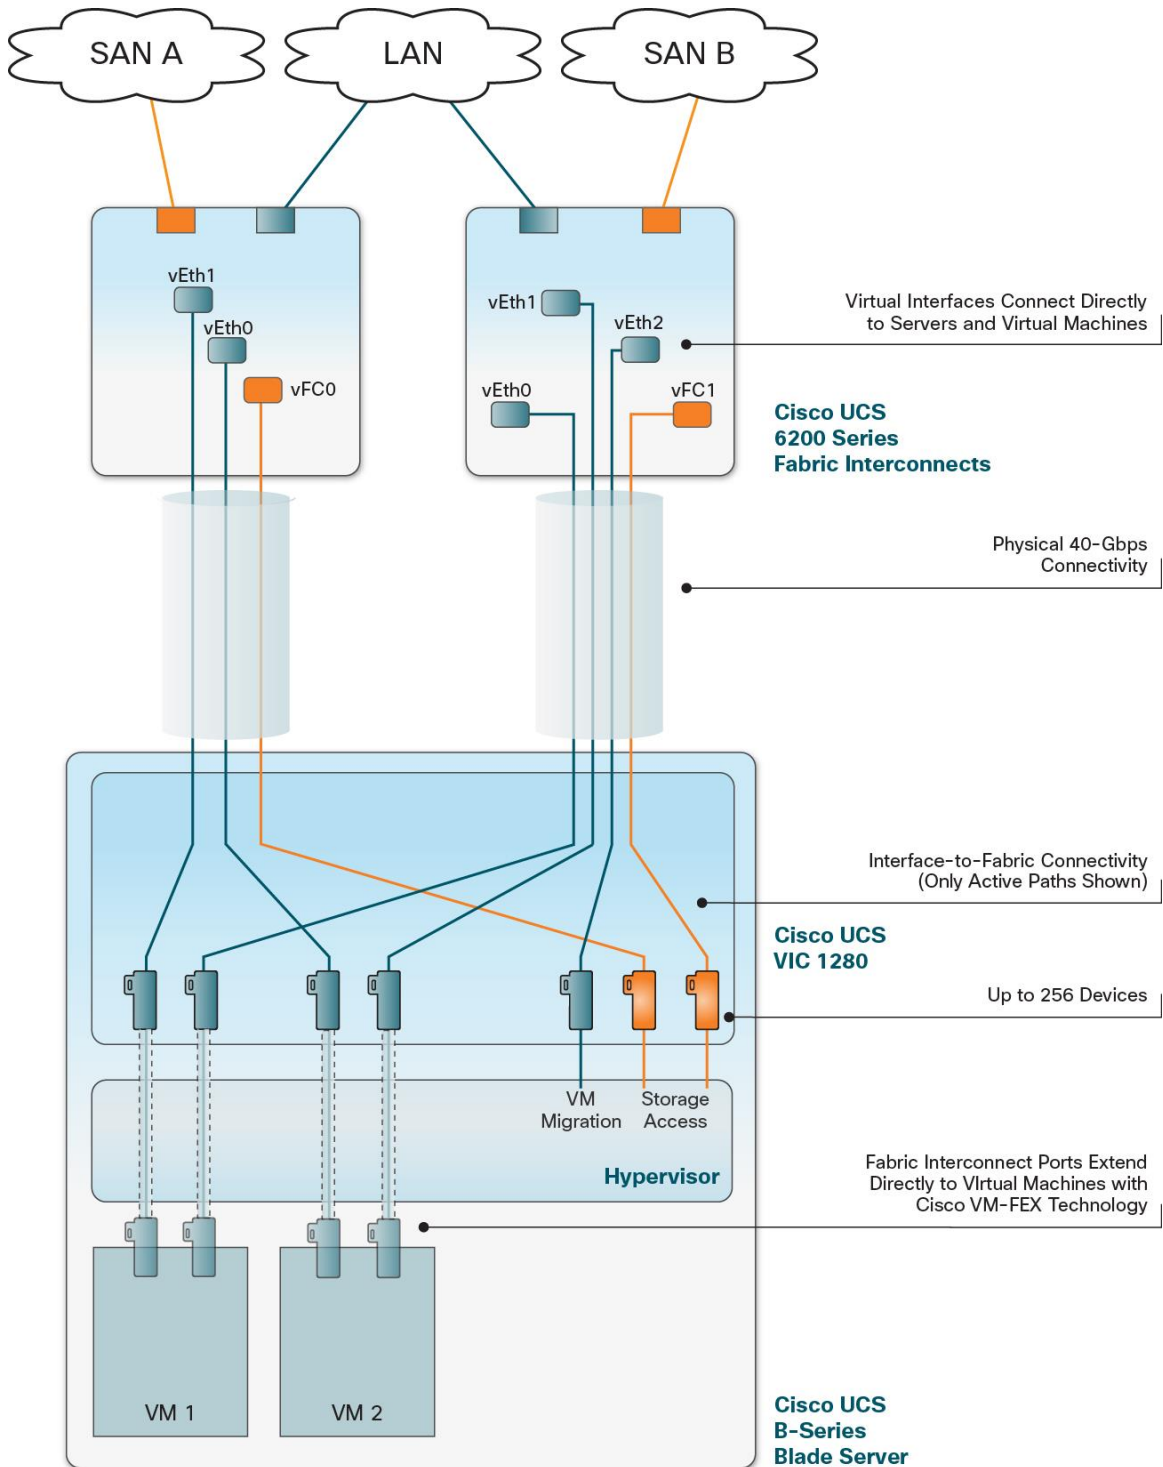 SAN A
LAN
SAN B
vEth1
vEth0
vFC0
vEth1
vEth2
vEth0
vFC1
Virtual Interfaces Connect Directly
to Servers and Virtual Machines
Cisco UCS
6200 Series
Fabric Interconnects
Physical 40-Gbps
Connectivity
Interface-to-Fabric Connectivity
(Only Active Paths Shown)
Cisco UCS
VIC 1280
Up to 256 Devices
VM
Migration
Storage
Access
Hypervisor
Fabric Interconnect Ports Extend
Directly to VIrtual Machines with
Cisco VM-FEX Technology
VM 1
VM 2
Cisco UCS
B-Series
Blade Server